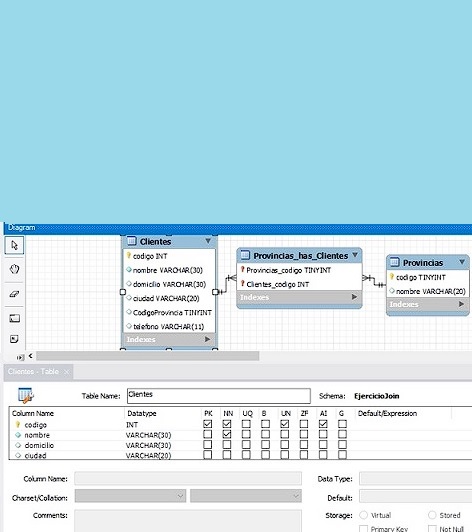 Diagram
Clientes
codigo INT
nombre VARCHAR(30)
domicilio VARCHAR(30)
ciudad VARCHAR(20)
CodigoProvincia TINYINT
telefono VARCHAR(11)
Indexes
Provincias_has_Clientes
Provincias_codigo TINYINT
Clientes_codigo INT
Indexes
Provincias
codigo TINYINT
nombre VARCHAR(20)
Indexes
Clientes - Table
Table Name: Clientes Schema: EjercicioJoin
Column Name Datatype PK NN UQ B UN ZF AI G Default/Expression
codigo INT
nombre VARCHAR(30)
domicilio VARCHAR(30)
ciudad VARCHAR(20)
Column Name: Data Type:
Charset/Collation: Default:
Comments: Storage: Virtual Stored
Primary Key Not Null